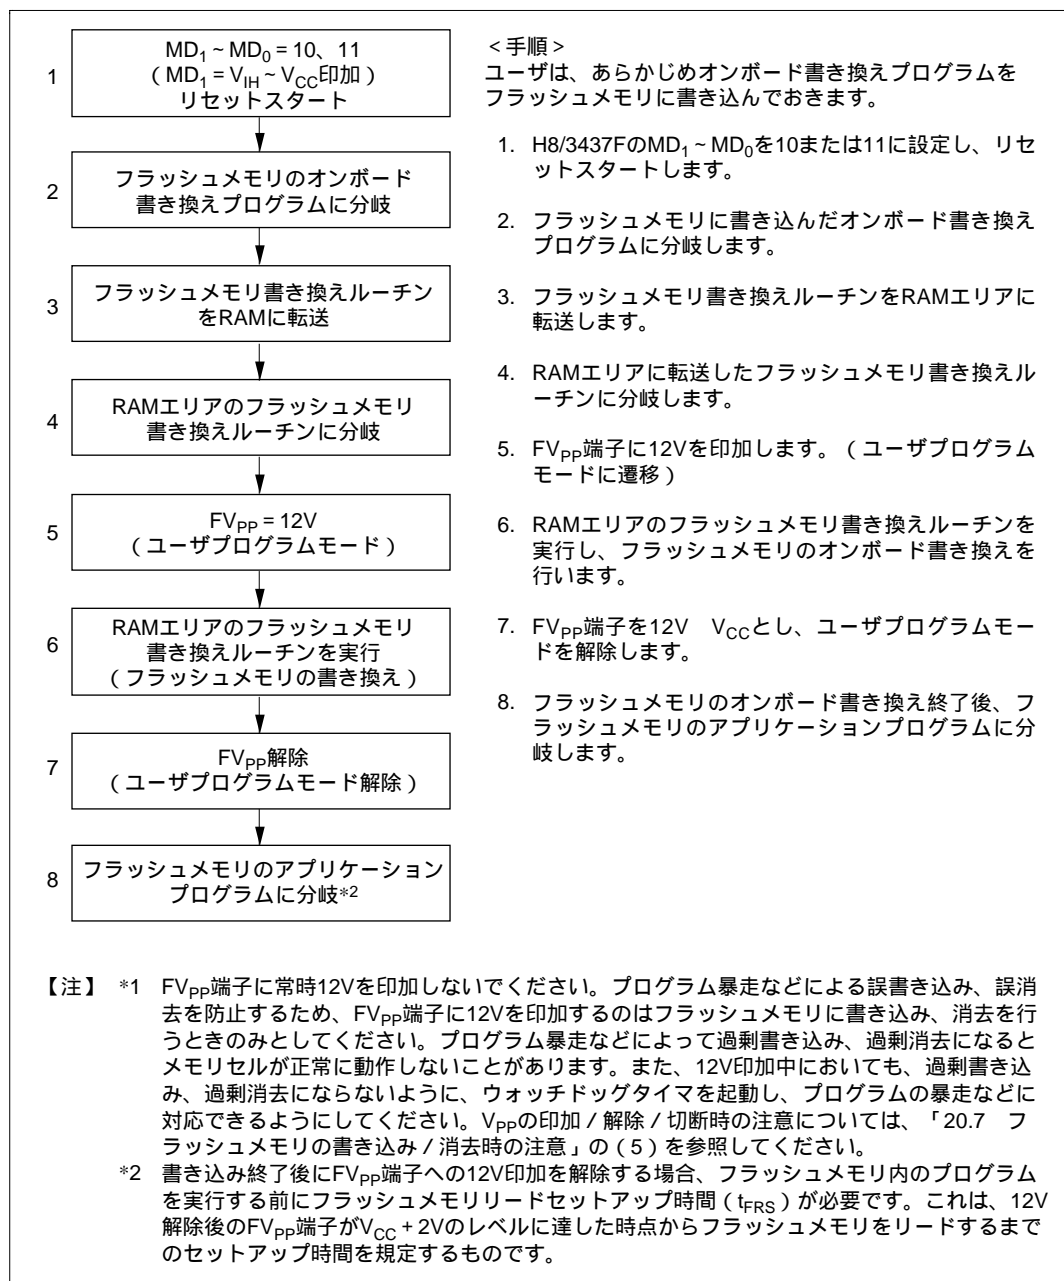 1
MD₁ ~ MD₀ = 10、11
（MD₁ = V_IH ~ V_CC印加）
リセットスタート
2
フラッシュメモリのオンボード
書き換えプログラムに分岐
3
フラッシュメモリ書き換えルーチン
をRAMに転送
4
RAMエリアのフラッシュメモリ
書き換えルーチンに分岐
5
FV_PP = 12V
（ユーザプログラムモード）
6
RAMエリアのフラッシュメモリ
書き換えルーチンを実行
（フラッシュメモリの書き換え）
7
FV_PP解除
（ユーザプログラムモード解除）
8
フラッシュメモリのアプリケーション
プログラムに分岐*2
＜手順＞
ユーザは、あらかじめオンボード書き換えプログラムを
フラッシュメモリに書き込んでおきます。
1. H8/3437FのMD₁ ~ MD₀を10または11に設定し、リセ
ットスタートします。
2. フラッシュメモリに書き込んだオンボード書き換え
プログラムに分岐します。
3. フラッシュメモリ書き換えルーチンをRAMエリアに
転送します。
4. RAMエリアに転送したフラッシュメモリ書き換えル
ーチンに分岐します。
5. FV_PP端子に12Vを印加します。（ユーザプログラム
モードに遷移）
6. RAMエリアのフラッシュメモリ書き換えルーチンを
実行し、フラッシュメモリのオンボード書き換えを
行います。
7. FV_PP端子を12V　V_CCとし、ユーザプログラムモー
ドを解除します。
8. フラッシュメモリのオンボード書き換え終了後、フ
ラッシュメモリのアプリケーションプログラムに分
岐します。
【注】 *1 FV_PP端子に常時12Vを印加しないでください。プログラム暴走などによる誤書き込み、誤消
去を防止するため、FV_PP端子に12Vを印加するのはフラッシュメモリに書き込み、消去を行
うときのみとしてください。プログラム暴走などによって過剰書き込み、過剰消去になると
メモリセルが正常に動作しないことがあります。また、12V印加中においても、過剰書き込
み、過剰消去にならないように、ウォッチドッグタイマを起動し、プログラムの暴走などに
対応できるようにしてください。V_PPの印加／解除／切断時の注意については、「20.7　フ
ラッシュメモリの書き込み／消去時の注意」の（5）を参照してください。
*2 書き込み終了後にFV_PP端子への12V印加を解除する場合、フラッシュメモリ内のプログラム
を実行する前にフラッシュメモリリードセットアップ時間（t_FRS）が必要です。これは、12V
解除後のFV_PP端子がV_CC + 2Vのレベルに達した時点からフラッシュメモリをリードするまで
のセットアップ時間を規定するものです。